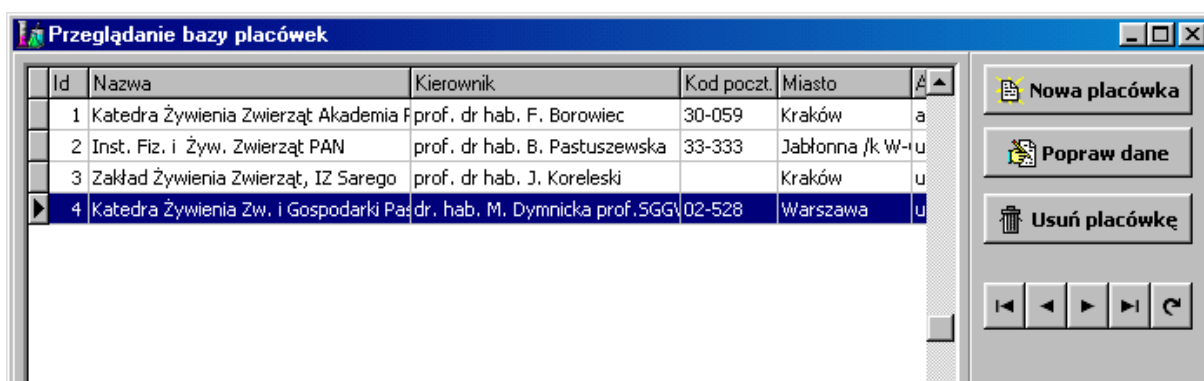 Przeglądanie bazy placówek
Id Nazwa Kierownik Kod poczt. Miasto A
1 Katedra Żywienia Zwierząt Akademia prof. dr hab. F. Borowiec 30-059 Kraków a
2 Inst. Fiz. i Żyw. Zwierząt PAN prof. dr hab. B. Pastuszewska 33-333 Jabłonna /k W- u
3 Zakład Żywienia Zwierząt, IZ Sarego prof. dr hab. J. Koreleski Kraków u
4 Katedra Żywienia Zw. i Gospodarki dr. hab. M. Dymnicka 02-528 Warszawa u
Nowa placówka
Popraw dane
Usuń placówkę